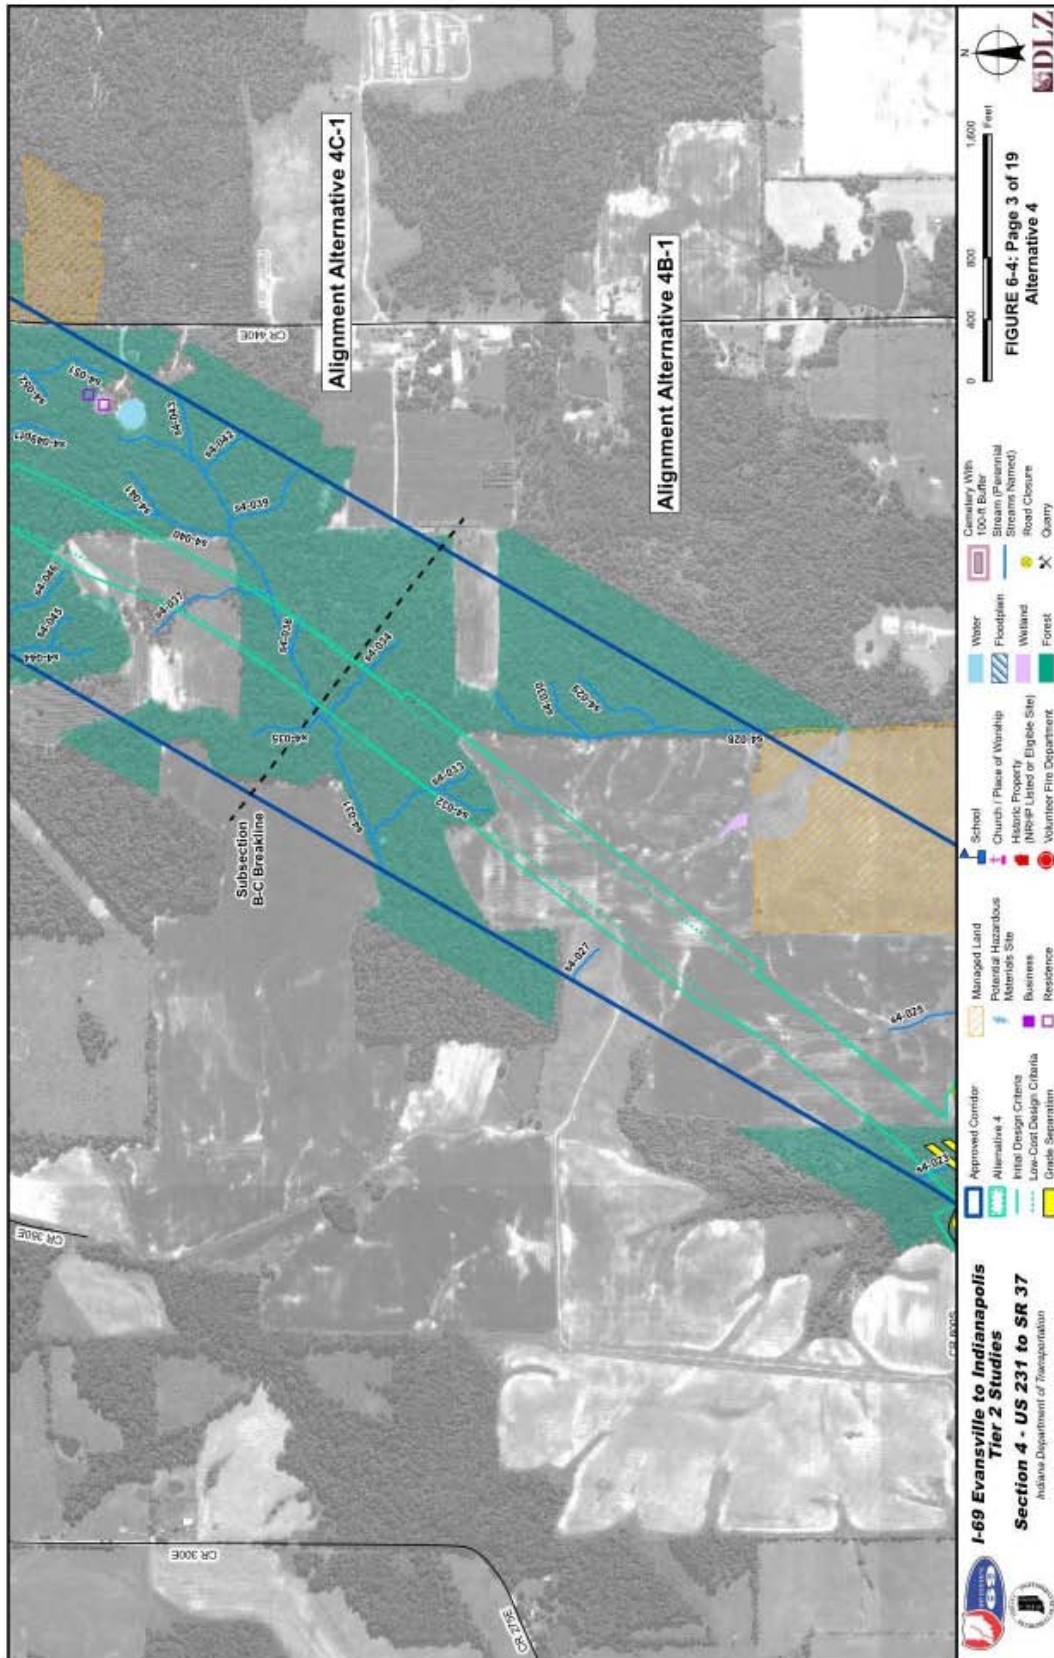 Alignment Alternative 4C-1
Alignment Alternative 4B-1
Subsection
B-C Breakline
CR 440E
CR 360E
CR 300E
CR 275E
s4-052
s4-051
s4-043
s4-042
s4-041
s4-039
s4-040
s4-046
s4-045
s4-044
s4-037
s4-036
s4-034
s4-035
s4-031
s4-033
s4-032
s4-030
s4-029
s4-028
s4-027
s4-025
s4-023
I-69 Evansville to Indianapolis
Tier 2 Studies
Section 4 - US 231 to SR 37
Indiana Department of Transportation
Approved Corridor
Alternative 4
Initial Design Criteria
Low-Cost Design Criteria
Grade Separation
Managed Land
Potential Hazardous
Materials Site
Business
Residence
School
Church / Place of Worship
Historic Property
(NRHP Listed or Eligible Site)
Volunteer Fire Department
Water
Floodplain
Wetland
Forest
Cemetery With
100-ft Buffer
Stream (Perennial
Streams Named)
Road Closure
Quarry
0 400 800 1,600
Feet
FIGURE 6-4: Page 3 of 19
Alternative 4
N
DLZ
69